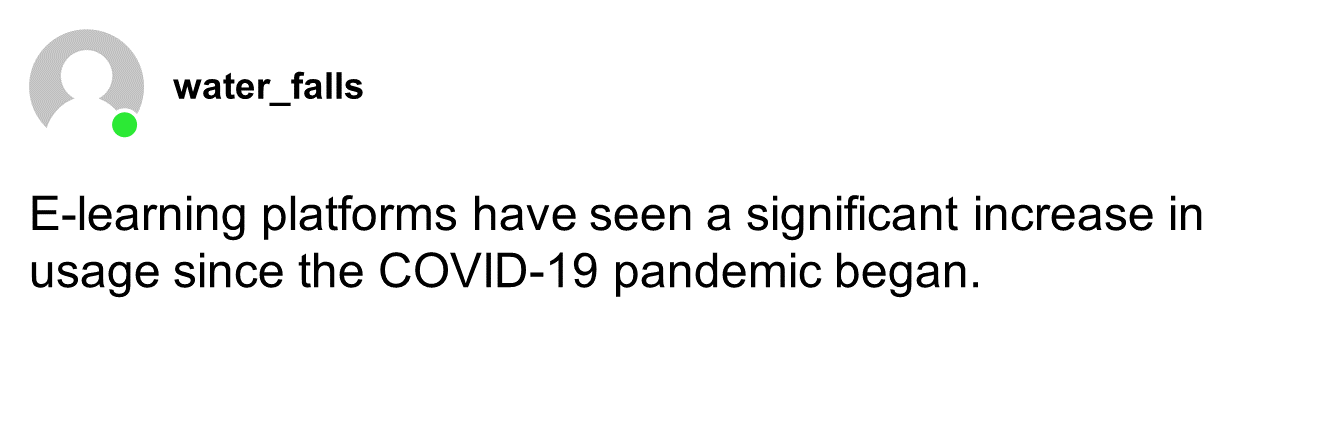 water_falls
E-learning platforms have seen a significant increase in
usage since the COVID-19 pandemic began.